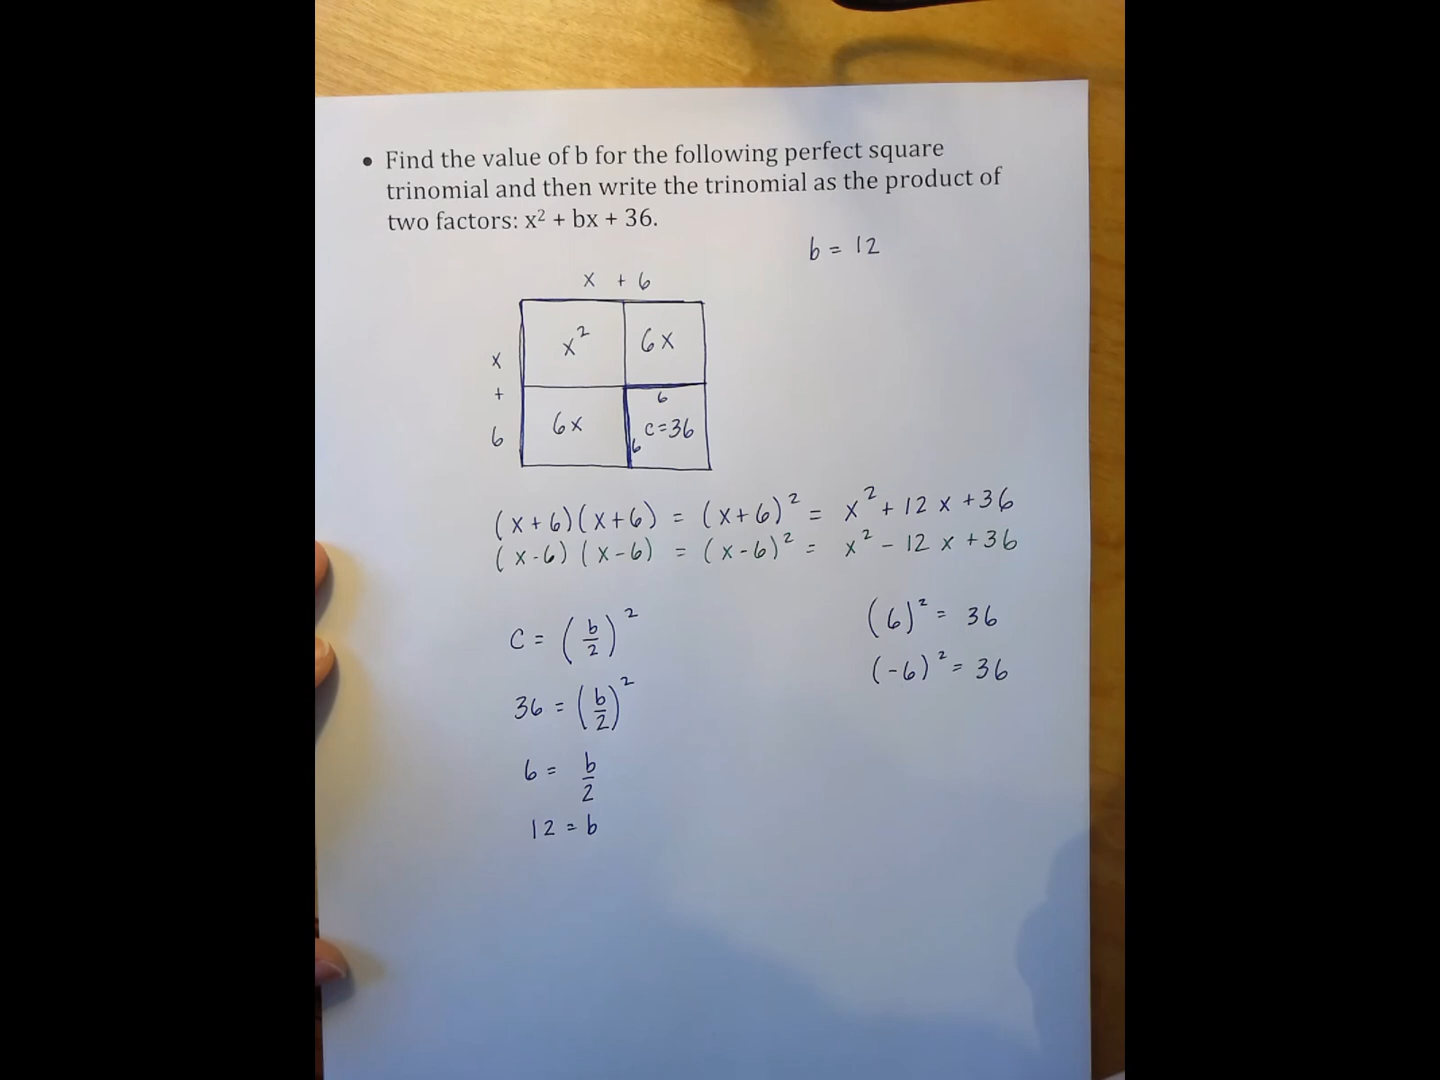 • Find the value of b for the following perfect square
trinomial and then write the trinomial as the product of
two factors: x² + bx + 36.
b = 12
x + 6
x² 6x
x
+
6
6x
6
6
c=36
(x+6)(x+6) = (x+6)² = x² + 12x + 36
(x-6)(x-6) = (x-6)² = x² - 12x + 36
C = (b/2)²
(6)² = 36
36 = (b/2)²
(-6)² = 36
6 = b/2
12 = b